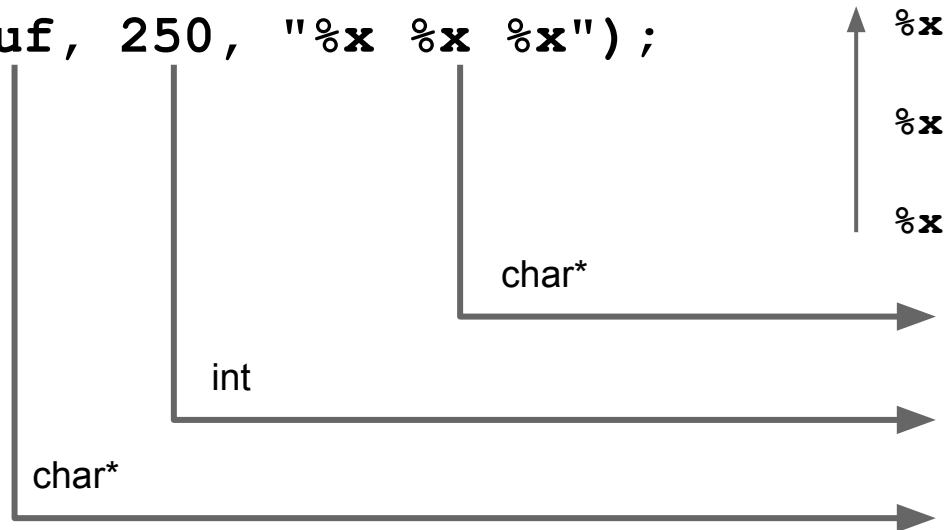 uf, 250, "%x %x %x");
%x
%x
%x
char*
int
char*